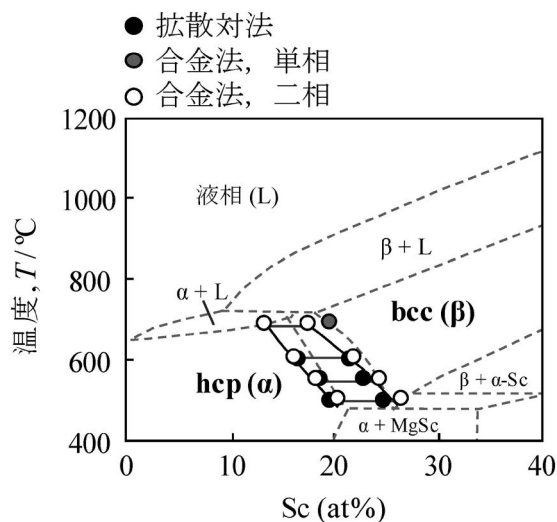 拡散対法
合金法, 単相
合金法, 二相
1200
1000
800
600
400
温度, T/℃
液相 (L)
β + L
α + L
bcc (β)
hcp (α)
β + α-Sc
α + MgSc
0
10
20
30
40
Sc (at%)